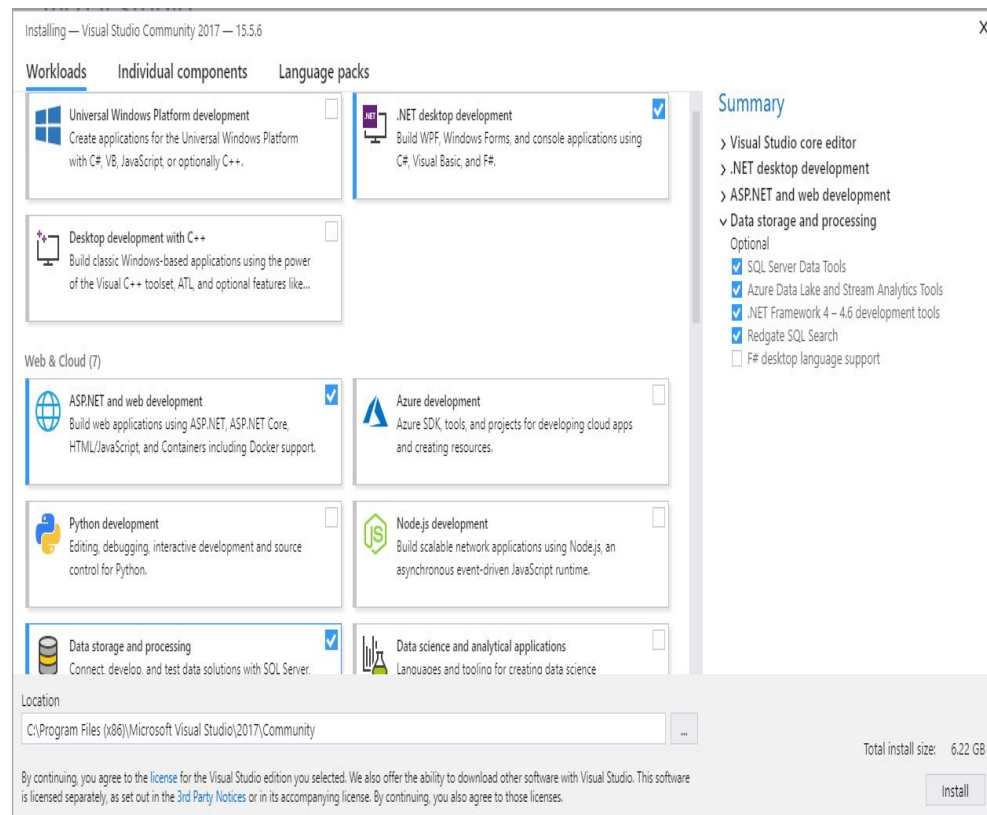 Installing — Visual Studio Community 2017 — 15.5.6
X
Workloads
Individual components
Language packs
Universal Windows Platform development
Create applications for the Universal Windows Platform
with C#, VB, JavaScript, or optionally C++.
.NET
.NET desktop development
Build WPF, Windows Forms, and console applications using
C#, Visual Basic, and F#.
Desktop development with C++
Build classic Windows-based applications using the power
of the Visual C++ toolset, ATL, and optional features like...
Web & Cloud (7)
ASP.NET and web development
Build web applications using ASP.NET, ASP.NET Core,
HTML/JavaScript, and Containers including Docker support.
Azure development
Azure SDK, tools, and projects for developing cloud apps
and creating resources.
Python development
Editing, debugging, interactive development and source
control for Python.
JS
Node.js development
Build scalable network applications using Node.js, an
asynchronous event-driven JavaScript runtime.
Data storage and processing
Connect, develop, and test data solutions with SQL Server,
Data science and analytical applications
Languages and tooling for creating data science
Summary
Visual Studio core editor
.NET desktop development
ASP.NET and web development
Data storage and processing
Optional
SQL Server Data Tools
Azure Data Lake and Stream Analytics Tools
.NET Framework 4 – 4.6 development tools
Redgate SQL Search
F# desktop language support
Location
C:\Program Files (x86)\Microsoft Visual Studio\2017\Community
...
Total install size: 6.22 GB
By continuing, you agree to the license for the Visual Studio edition you selected. We also offer the ability to download other software with Visual Studio. This software
is licensed separately, as set out in the 3rd Party Notices or in its accompanying license. By continuing, you also agree to those licenses.
Install